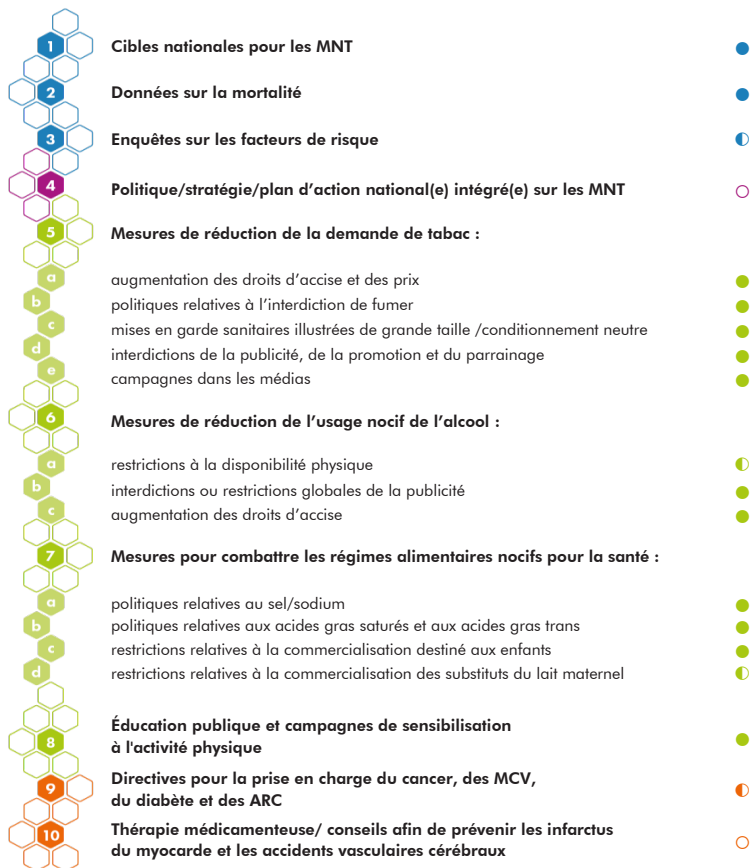 1 Cibles nationales pour les MNT
2 Données sur la mortalité
3 Enquêtes sur les facteurs de risque
4 Politique/stratégie/plan d’action national(e) intégré(e) sur les MNT
5 Mesures de réduction de la demande de tabac :
a augmentation des droits d’accise et des prix
b politiques relatives à l’interdiction de fumer
c mises en garde sanitaires illustrées de grande taille /conditionnement neutre
d interdictions de la publicité, de la promotion et du parrainage
e campagnes dans les médias
6 Mesures de réduction de l’usage nocif de l’alcool :
a restrictions à la disponibilité physique
b interdictions ou restrictions globales de la publicité
c augmentation des droits d’accise
7 Mesures pour combattre les régimes alimentaires nocifs pour la santé :
a politiques relatives au sel/sodium
b politiques relatives aux acides gras saturés et aux acides gras trans
c restrictions relatives à la commercialisation destiné aux enfants
d restrictions relatives à la commercialisation des substituts du lait maternel
8 Éducation publique et campagnes de sensibilisation
à l'activité physique
9 Directives pour la prise en charge du cancer, des MCV,
du diabète et des ARC
10 Thérapie médicamenteuse/ conseils afin de prévenir les infarctus
du myocarde et les accidents vasculaires cérébraux